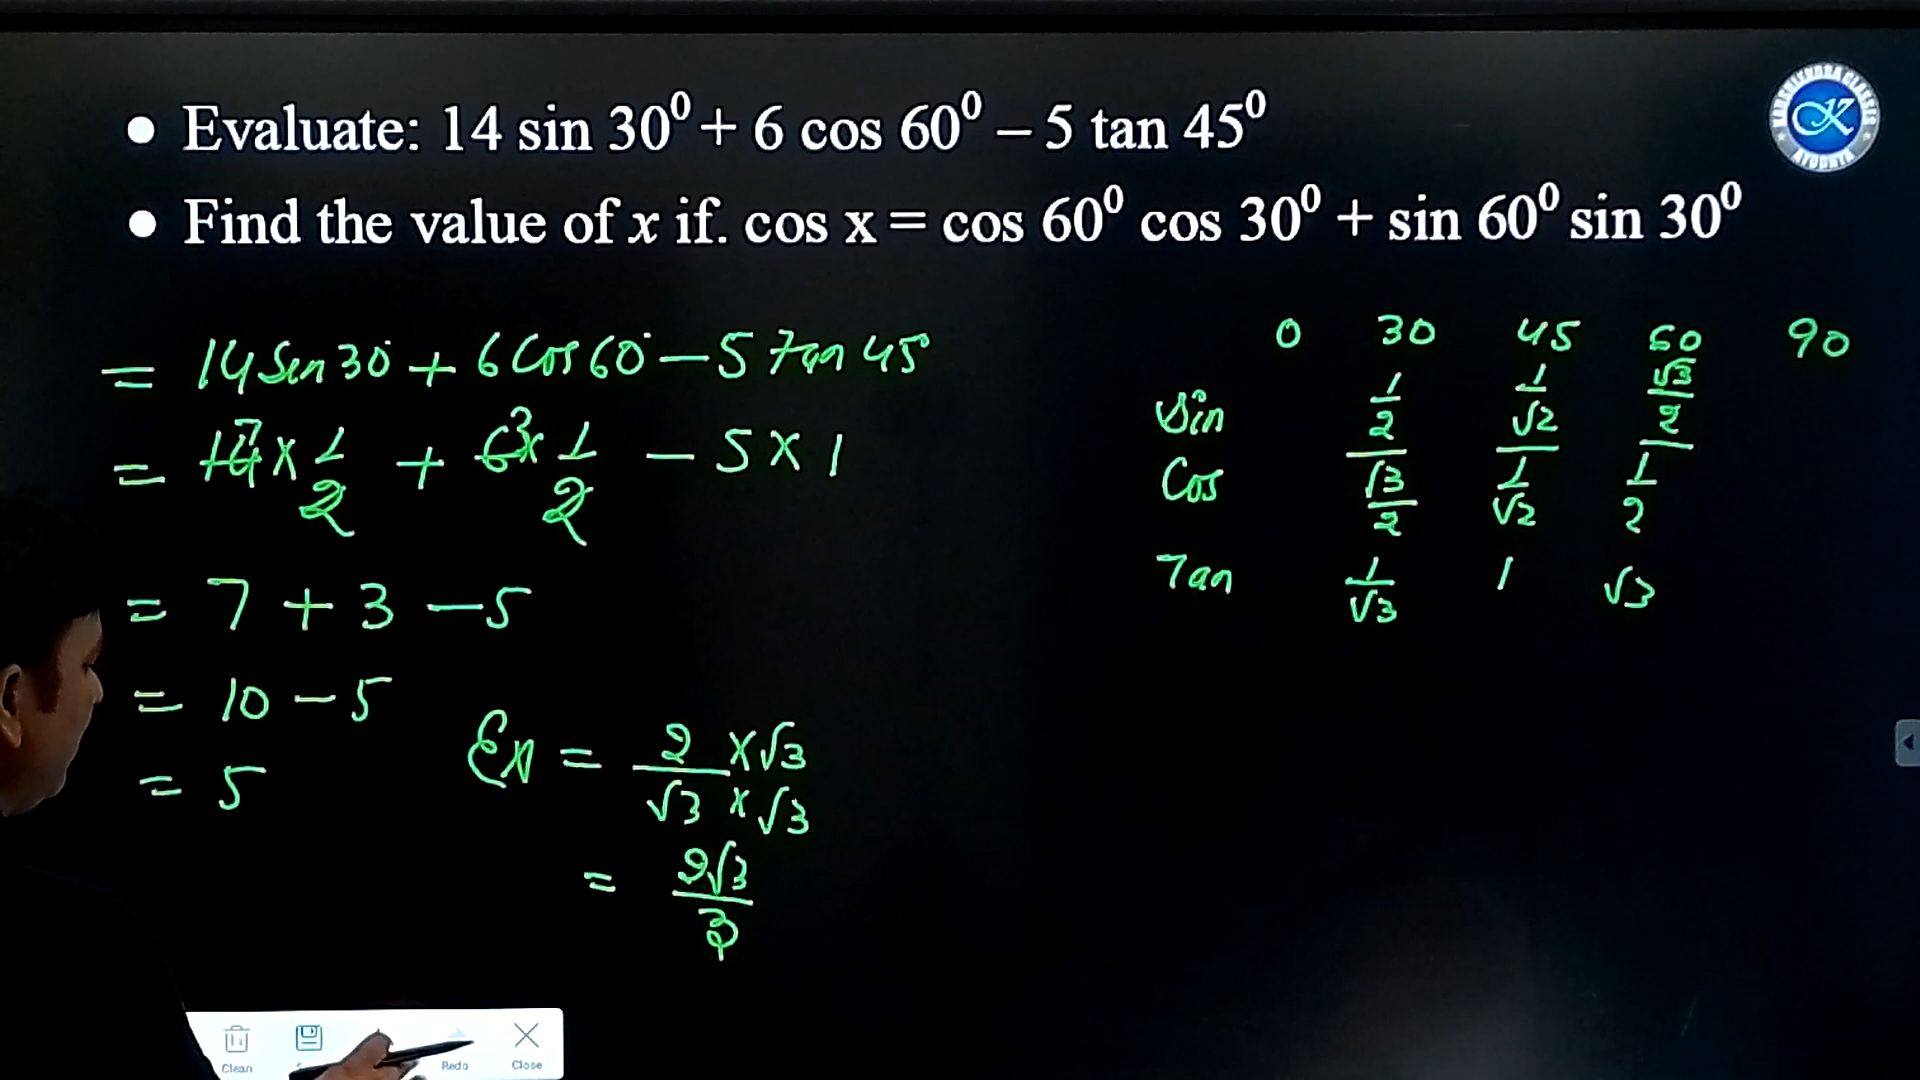 • Evaluate: 14 sin 30⁰ + 6 cos 60⁰ – 5 tan 45⁰
• Find the value of x if. cos x = cos 60⁰ cos 30⁰ + sin 60⁰ sin 30⁰
= 14 Sin 30° + 6 Cos 60° – 5 Tan 45°
= 14 7 × 1/2 + 6 3 × 1/2 – 5 × 1
= 7 + 3 – 5
= 10 – 5
= 5
Ex = 2 × √3 / √3 × √3
= 2√3 / 3
0 30 45 60 90
Sin 1/2 1/√2 √3/2
Cos √3/2 1/√2 1/2
Tan 1/√3 1 √3
CK
AYODHYA
Clean
Redo
Close